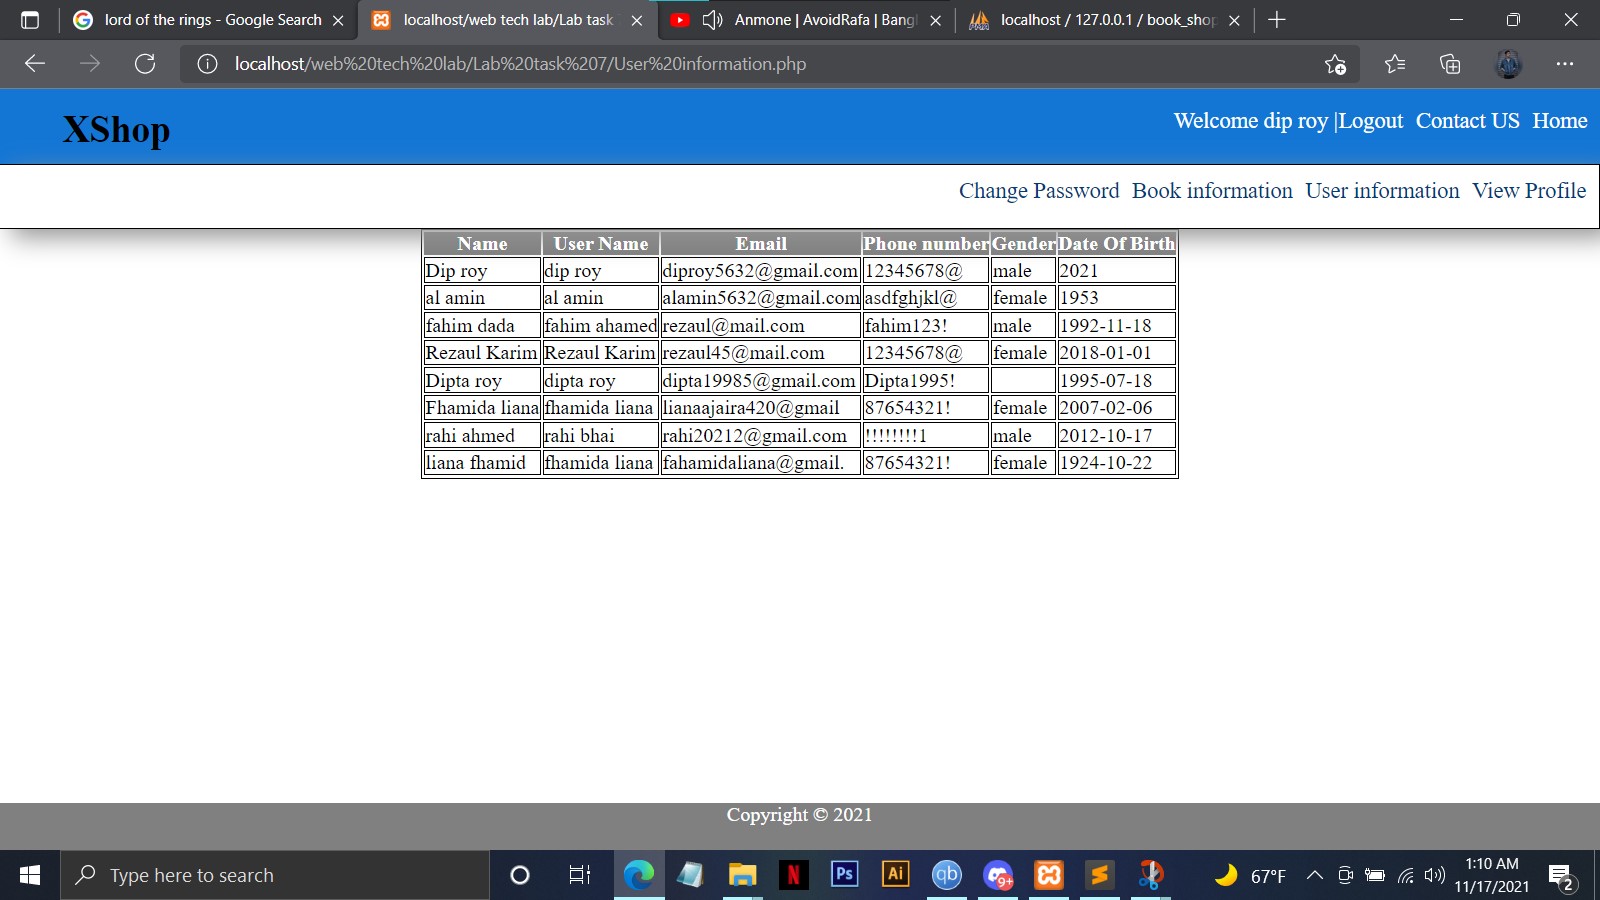 lord of the rings - Google Search
localhost/web tech lab/Lab task
Anmone | AvoidRafa | Bangl
localhost / 127.0.0.1 / book_shop
localhost/web%20tech%20lab/Lab%20task%207/User%20information.php
XShop
Welcome dip roy |Logout Contact US Home
Change Password Book information User information View Profile
Name User Name Email Phone number Gender Date Of Birth
Dip roy dip roy diproy5632@gmail.com 12345678@ male 2021
al amin al amin alamin5632@gmail.com asdfghjkl@ female 1953
fahim dada fahim ahamed rezaul@mail.com fahim123! male 1992-11-18
Rezaul Karim Rezaul Karim rezaul45@mail.com 12345678@ female 2018-01-01
Dipta roy dipta roy dipta19985@gmail.com Dipta1995! 1995-07-18
Fhamida liana fhamida liana lianaajaira420@gmail 87654321! female 2007-02-06
rahi ahmed rahi bhai rahi20212@gmail.com !!!!!!!!1 male 2012-10-17
liana fhamid fhamida liana fahamidaliana@gmail. 87654321! female 1924-10-22
Copyright © 2021
Type here to search
N
Ps
Ai
qb
9+
S
67°F
1:10 AM
11/17/2021
2